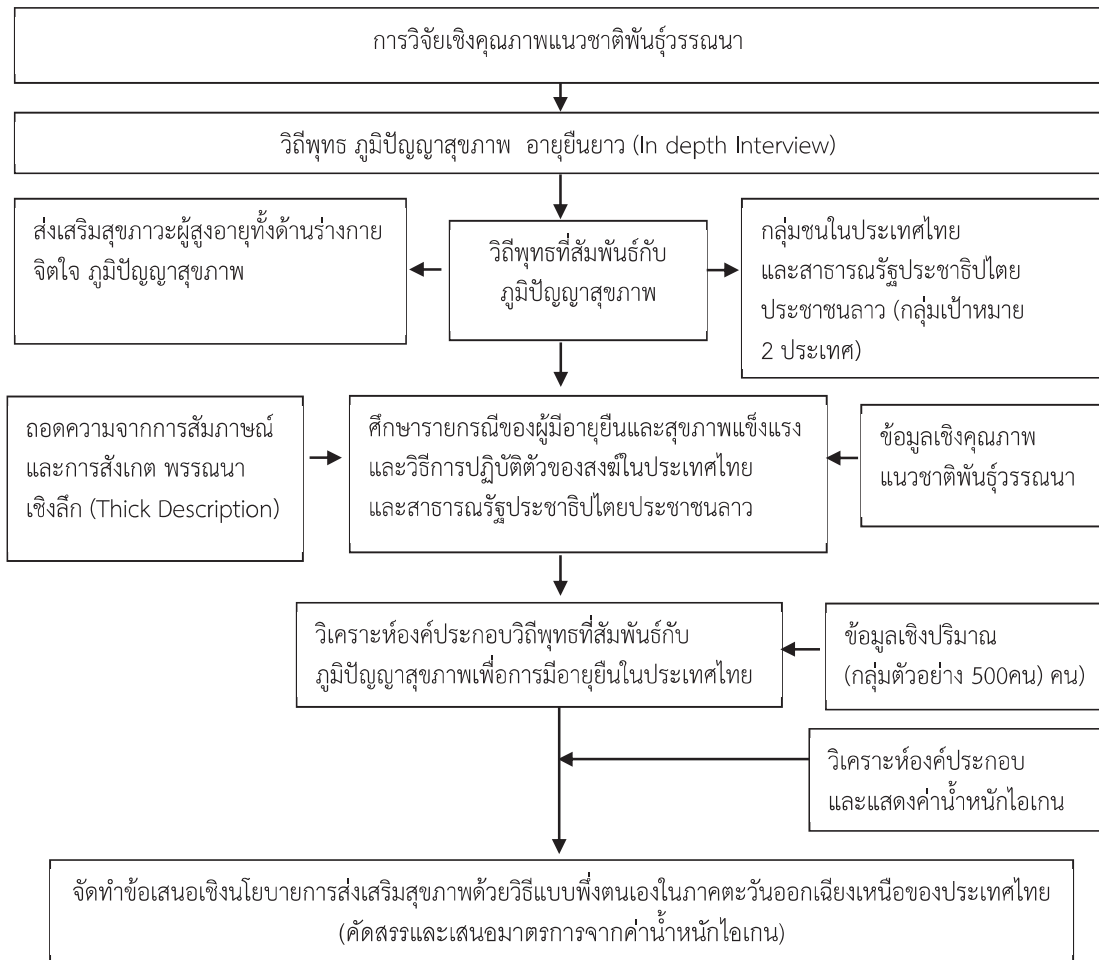 การวิจัยเชิงคุณภาพแนวชาติพันธุ์วรรณนา
วิถีพุทธ ภูมิปัญญาสุขภาพ อายุยืนยาว (In depth Interview)
ส่งเสริมสุขภาวะผู้สูงอายุทั้งด้านร่างกาย
จิตใจ ภูมิปัญญาสุขภาพ
วิถีพุทธที่สัมพันธ์กับ
ภูมิปัญญาสุขภาพ
กลุ่มชนในประเทศไทย
และสาธารณรัฐประชาธิปไตย
ประชาชนลาว (กลุ่มเป้าหมาย
2 ประเทศ)
ถอดความจากการสัมภาษณ์
และการสังเกต พรรณนา
เชิงลึก (Thick Description)
ศึกษารายกรณีของผู้มีอายุยืนและสุขภาพแข็งแรง
และวิธีการปฏิบัติตัวของสงฆ์ในประเทศไทย
และสาธารณรัฐประชาธิปไตยประชาชนลาว
ข้อมูลเชิงคุณภาพ
แนวชาติพันธุ์วรรณนา
วิเคราะห์องค์ประกอบวิถีพุทธที่สัมพันธ์กับ
ภูมิปัญญาสุขภาพเพื่อการมีอายุยืนในประเทศไทย
ข้อมูลเชิงปริมาณ
(กลุ่มตัวอย่าง 500คน) คน)
วิเคราะห์องค์ประกอบ
และแสดงค่าน้ำหนักไอเกน
จัดทำข้อเสนอเชิงนโยบายการส่งเสริมสุขภาพด้วยวิธีแบบพึ่งตนเองในภาคตะวันออกเฉียงเหนือของประเทศไทย
(คัดสรรและเสนอมาตรการจากค่าน้ำหนักไอเกน)